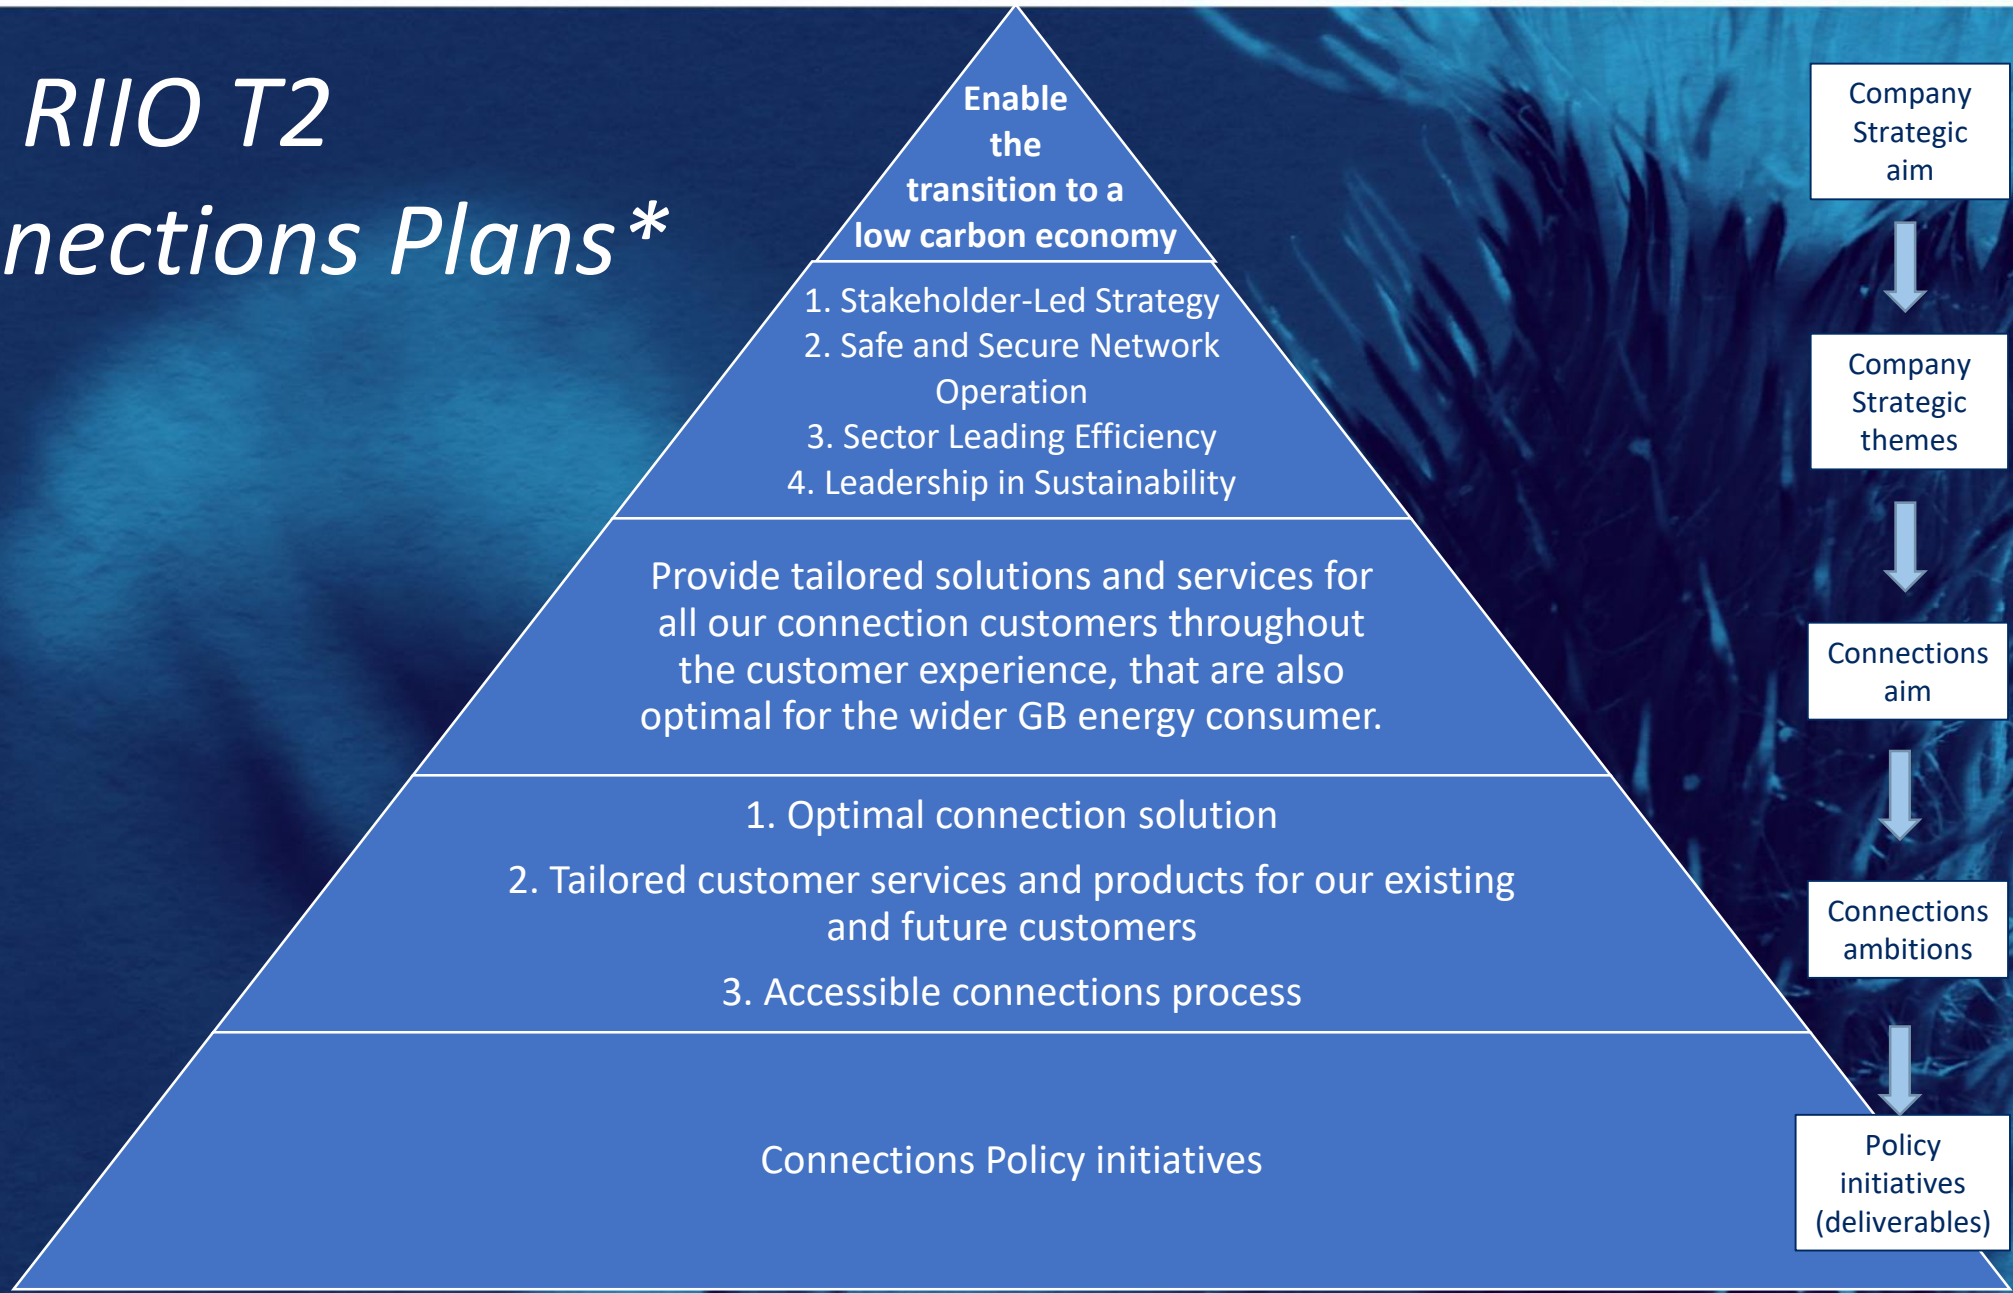 RIIO T2
nections Plans*
Enable
the
transition to a
low carbon economy
1. Stakeholder-Led Strategy
2. Safe and Secure Network
Operation
3. Sector Leading Efficiency
4. Leadership in Sustainability
Provide tailored solutions and services for
all our connection customers throughout
the customer experience, that are also
optimal for the wider GB energy consumer.
1. Optimal connection solution
2. Tailored customer services and products for our existing
and future customers
3. Accessible connections process
Connections Policy initiatives
Company
Strategic
aim
Company
Strategic
themes
Connections
aim
Connections
ambitions
Policy
initiatives
(deliverables)